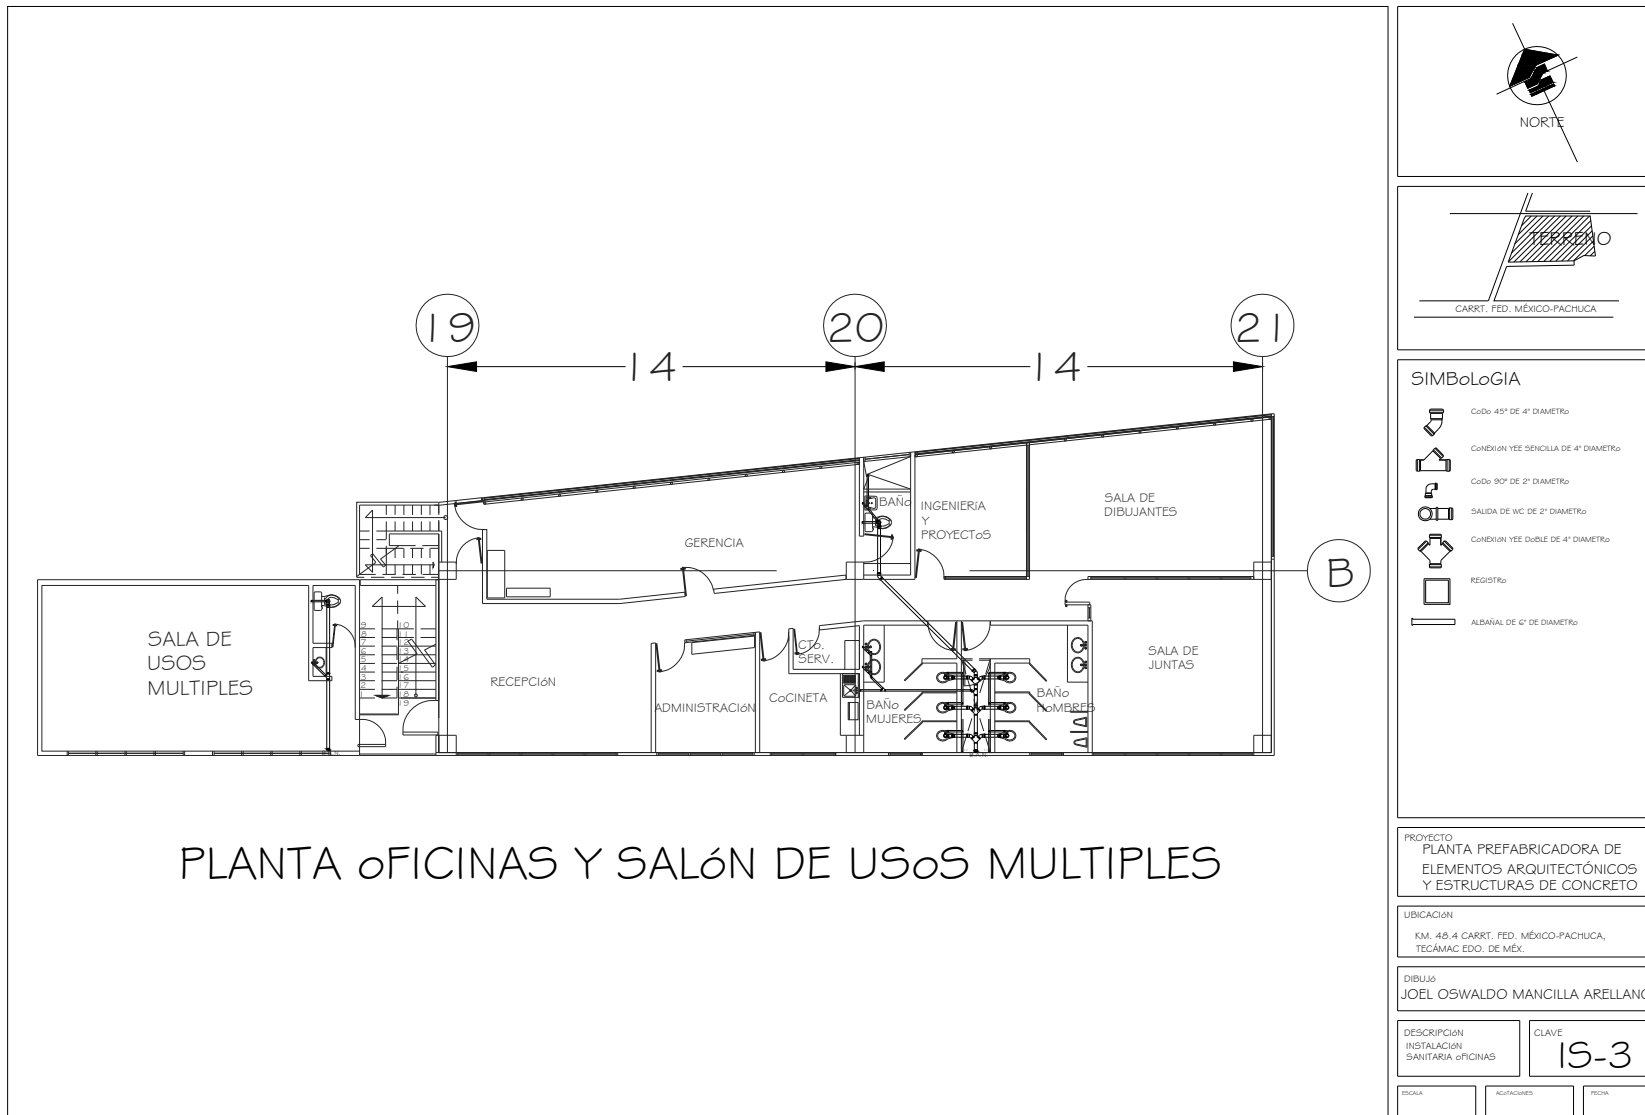 19
20
21
14
14
B
BAÑo
INGENIERíA
Y
PROYECToS
SALA DE
DIBUJANTES
GERENCIA
SALA DE
USOS
MULTIPLES
CTo.
SERV.
SALA DE
JUNTAS
RECEPCIóN
CoCINETA
ADMINISTRACIóN
BAÑo
MUJERES
BAÑo
HoMBRES
PLANTA oFICINAS Y SALóN DE USoS MULTIPLES
NORTE
TERRENO
CARRT. FED. MÉXICO-PACHUCA
SIMBoLoGIA
CoDo 45° DE 4" DIAMETRo
CoNEXIóN YEE SENCILLA DE 4" DIAMETRo
CoDo 90° DE 2" DIAMETRo
SALIDA DE WC DE 2" DIAMETRo
CoNEXIóN YEE DoBLE DE 4" DIAMETRo
REGISTRo
ALBAÑAL DE 6" DE DIAMETRo
PROYECTO
PLANTA PREFABRICADORA DE
ELEMENTOS ARQUITECTÓNICOS
Y ESTRUCTURAS DE CONCRETO
UBICACIóN
KM. 48.4 CARRT. FED. MÉXICO-PACHUCA,
TECÁMAC EDO. DE MÉX.
DIBUJó
JOEL OSWALDO MANCILLA ARELLANO
DESCRIPCIóN
INSTALACIóN
SANITARIA oFICINAS
CLAVE
IS-3
ESCALA
ACoTACIoNES
FECHA